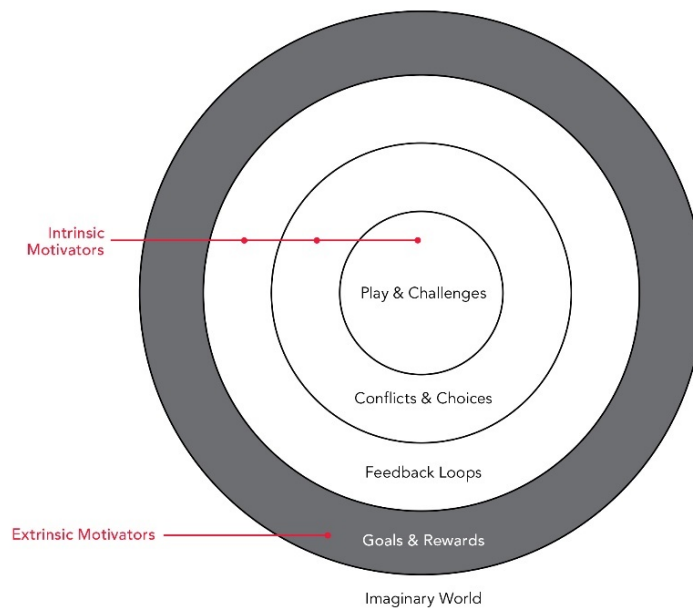 Intrinsic
Motivators
Play & Challenges
Conflicts & Choices
Feedback Loops
Extrinsic Motivators
Goals & Rewards
Imaginary World